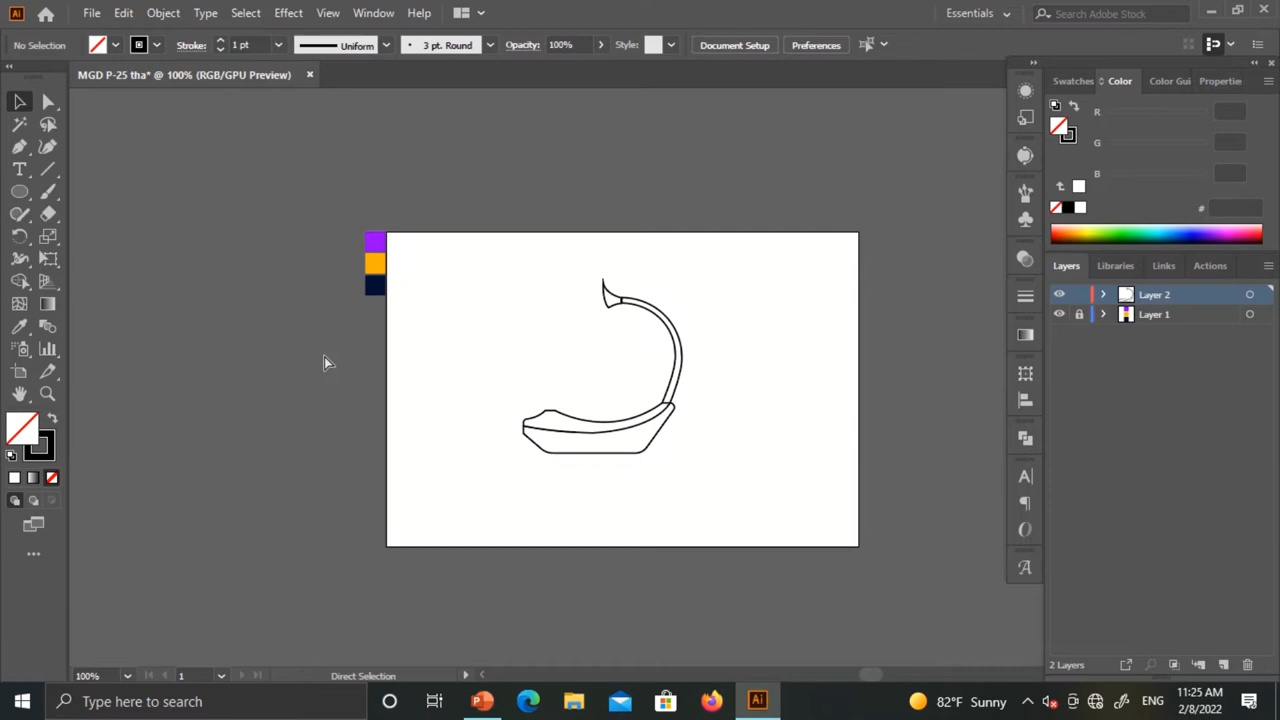 Ai File Edit Object Type Select Effect View Window Help Essentials Search Adobe Stock
No Selection Stroke: 1 pt Uniform 3 pt. Round Opacity: 100% Style: Document Setup Preferences
MGD P-25 tha* @ 100% (RGB/GPU Preview)
Swatches Color Color Gui Propertie
R
G
B
#
Layers Libraries Links Actions
Layer 2
Layer 1
2 Layers
100% 1 Direct Selection
Type here to search
Ai
82°F Sunny
ENG
11:25 AM
2/8/2022